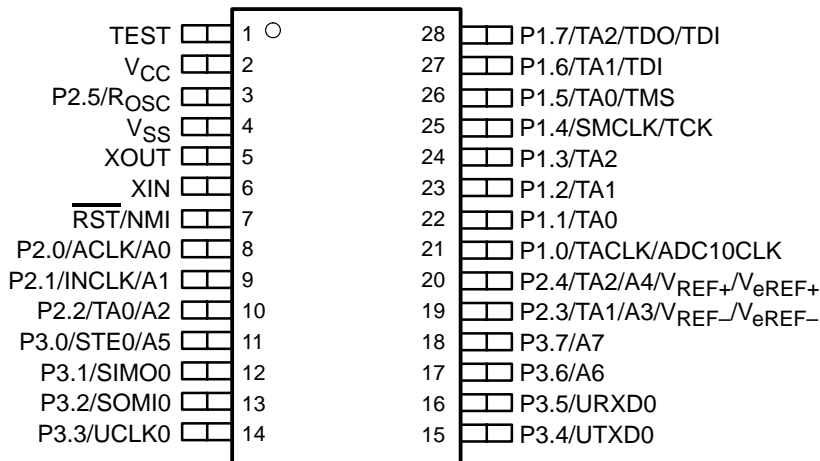 TEST 1 28 P1.7/TA2/TDO/TDI
VCC 2 27 P1.6/TA1/TDI
P2.5/ROSC 3 26 P1.5/TA0/TMS
VSS 4 25 P1.4/SMCLK/TCK
XOUT 5 24 P1.3/TA2
XIN 6 23 P1.2/TA1
RST/NMI 7 22 P1.1/TA0
P2.0/ACLK/A0 8 21 P1.0/TACLK/ADC10CLK
P2.1/INCLK/A1 9 20 P2.4/TA2/A4/VREF+/VeREF+
P2.2/TA0/A2 10 19 P2.3/TA1/A3/VREF–/VeREF–
P3.0/STE0/A5 11 18 P3.7/A7
P3.1/SIMO0 12 17 P3.6/A6
P3.2/SOMI0 13 16 P3.5/URXD0
P3.3/UCLK0 14 15 P3.4/UTXD0